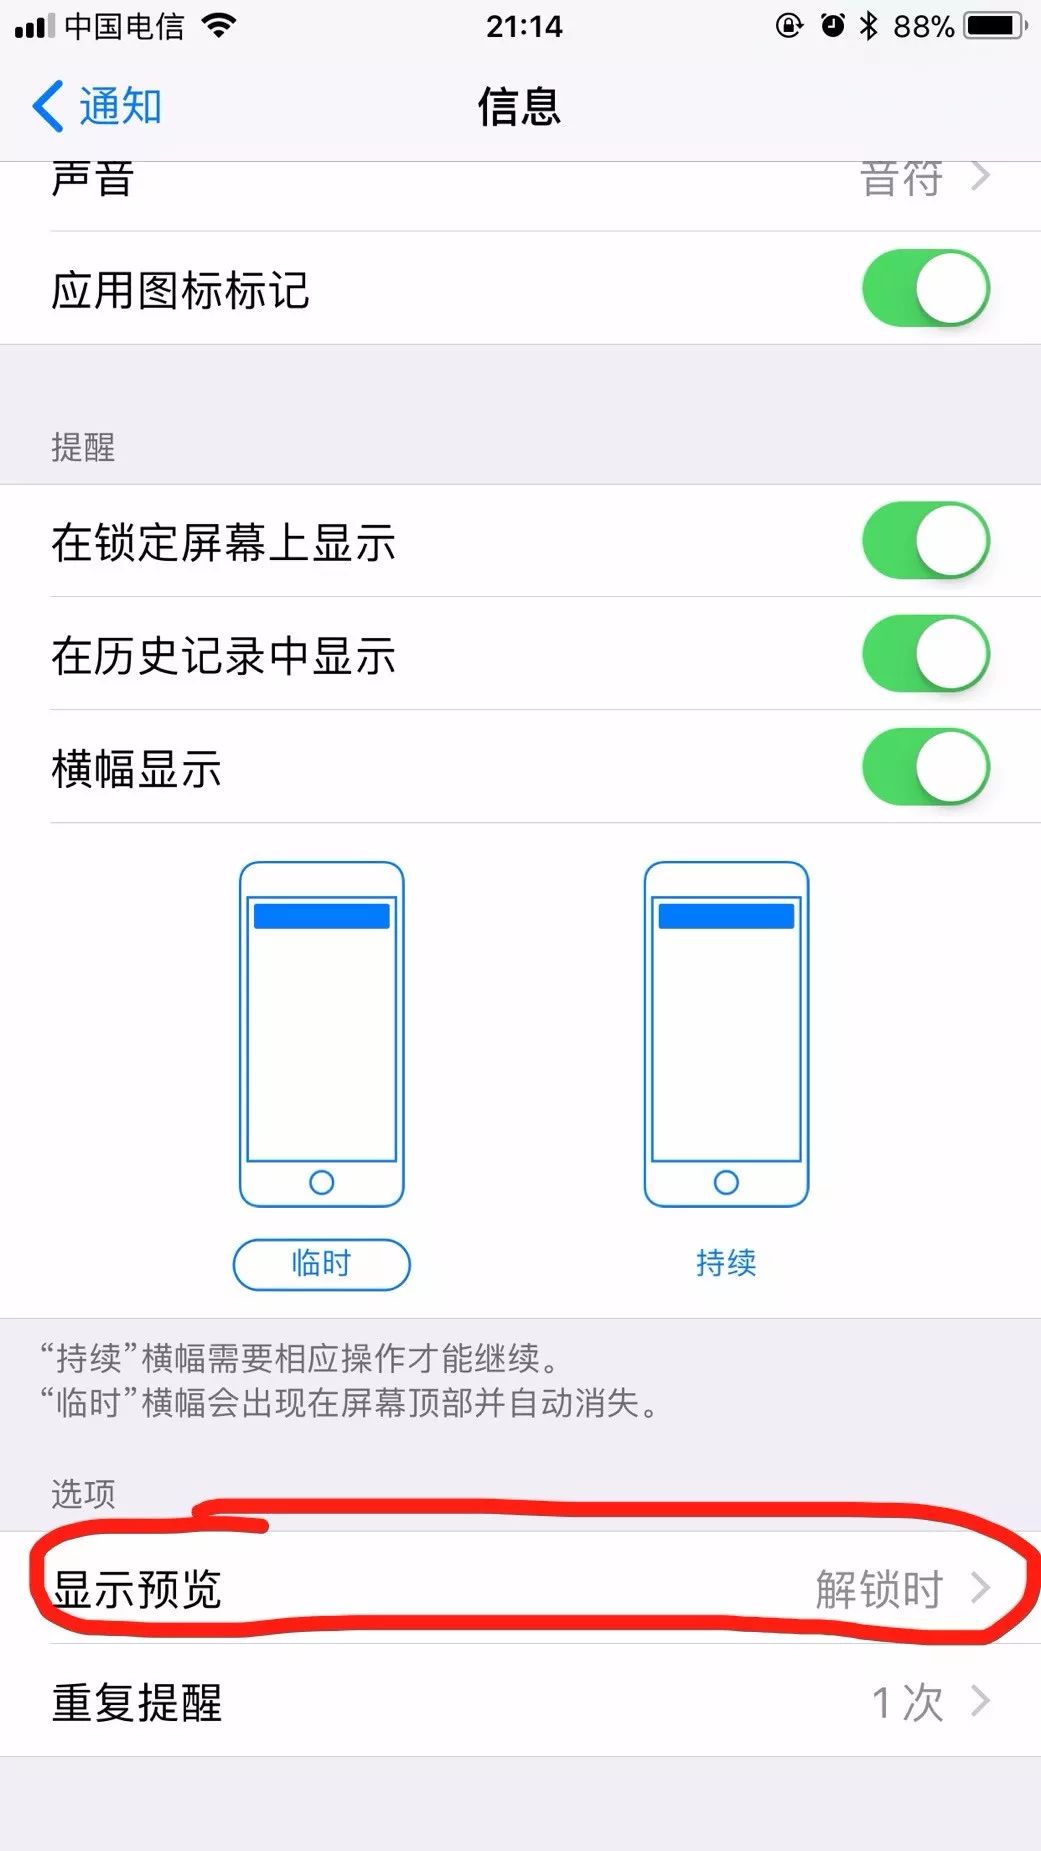 中国电信 21:14 88%
通知 信息
声音 音符
应用图标标记
提醒
在锁定屏幕上显示
在历史记录中显示
横幅显示
临时 持续
“持续”横幅需要相应操作才能继续。
“临时”横幅会出现在屏幕顶部并自动消失。
选项
显示预览 解锁时
重复提醒 1 次